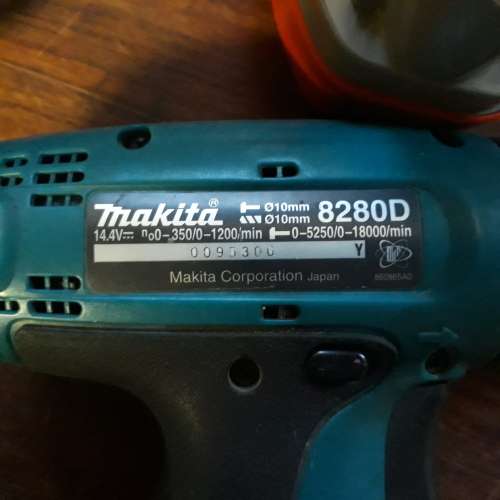 makita® ø10mm ø10mm 8280D
14.4V⎓ n₀0-350/0-1200/min 0-5250/0-18000/min
Y
Makita Corporation Japan